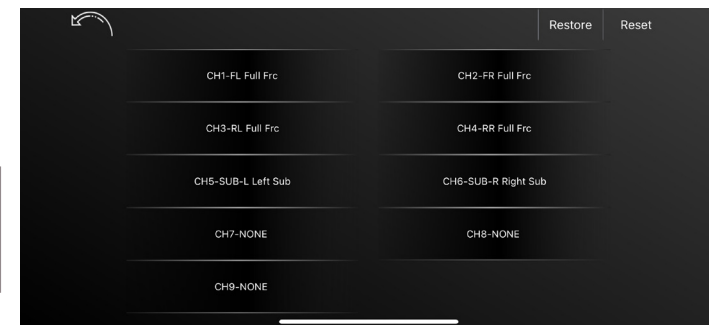 Restore Reset
CH1-FL Full Frc CH2-FR Full Frc
CH3-RL Full Frc CH4-RR Full Frc
CH5-SUB-L Left Sub CH6-SUB-R Right Sub
CH7-NONE CH8-NONE
CH9-NONE